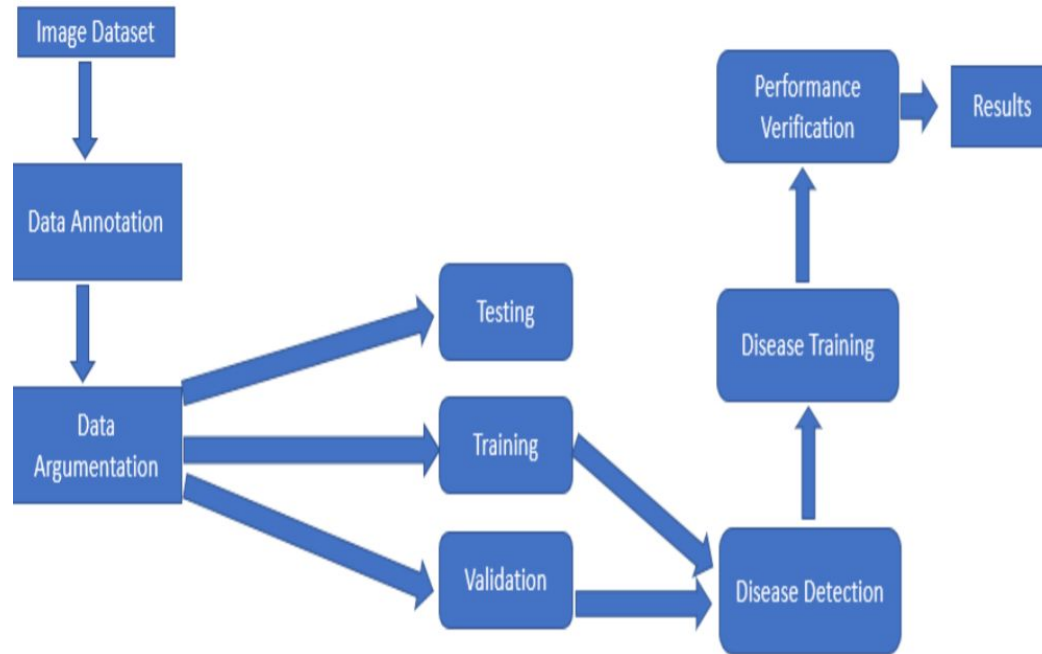 Image Dataset
Data Annotation
Data
Argumentation
Testing
Training
Validation
Disease Detection
Disease Training
Performance
Verification
Results